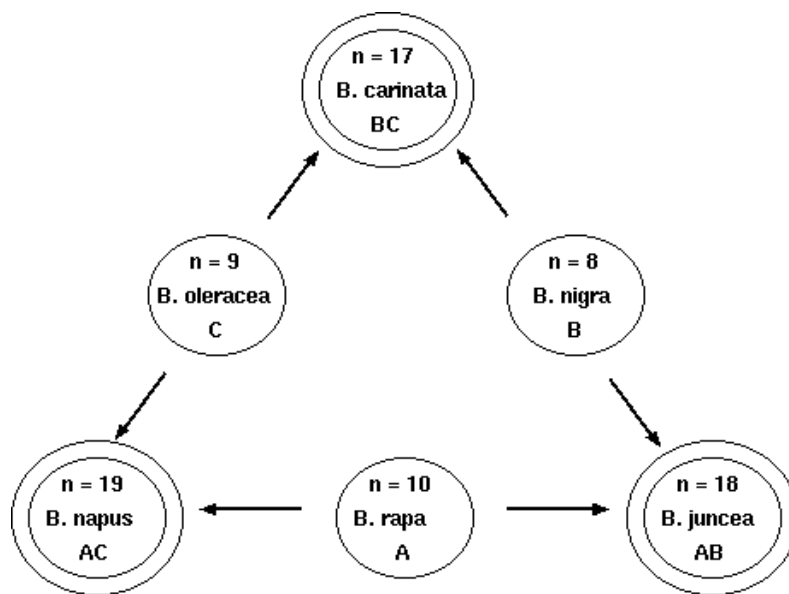 n = 17
B. carinata
BC
n = 9
B. oleracea
C
n = 8
B. nigra
B
n = 19
B. napus
AC
n = 10
B. rapa
A
n = 18
B. juncea
AB